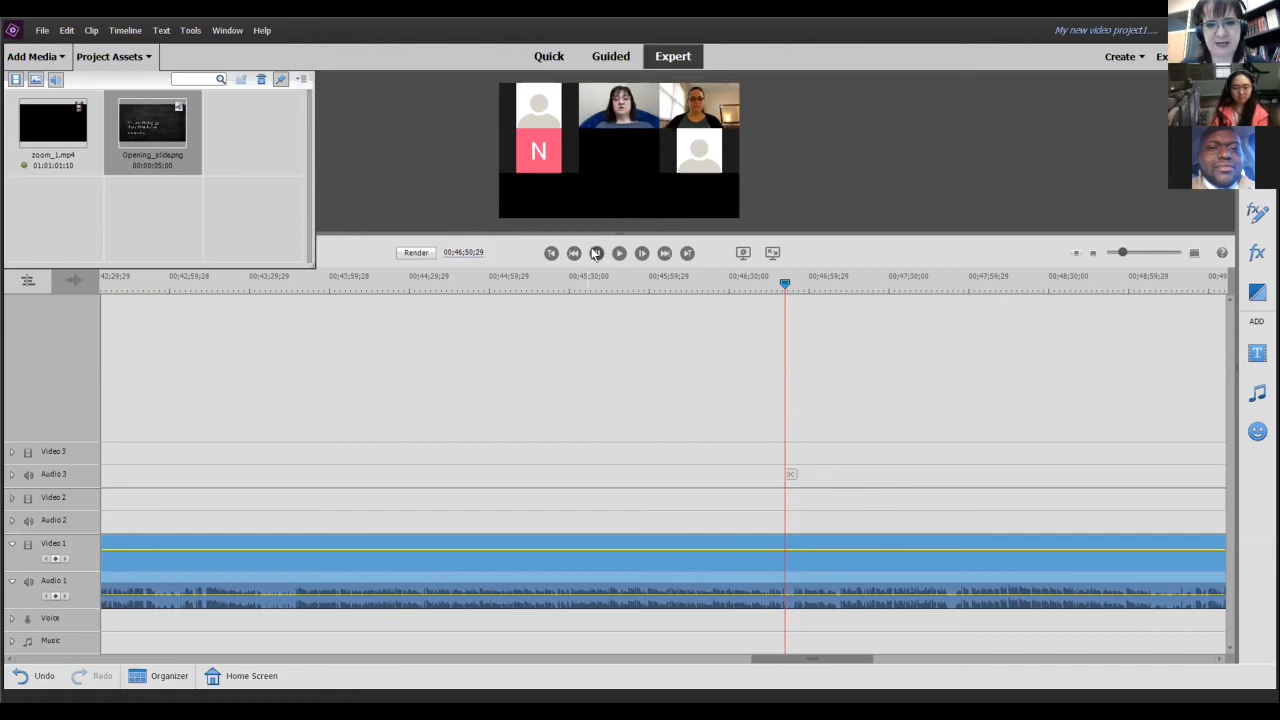 File Edit Clip Timeline Text Tools Window Help My new video project1....
Add Media Project Assets Quick Guided Expert Create Ex
zoom_1.mp4 Opening_slide.png
01:01:01:10 00:00:05:00
N
Render 00;46;50;29
42;29;29 00;42;59;28 00;43;29;29 00;43;59;28 00;44;29;29 00;44;59;29 00;45;30;00 00;45;59;29 00;46;30;00 00;46;59;29 00;47;30;00 00;47;59;29 00;48;30;00 00;48;59;29 00;49
ADD
Video 3
Audio 3
Video 2
Audio 2
Video 1
Audio 1
Voice
Music
Undo Redo Organizer Home Screen